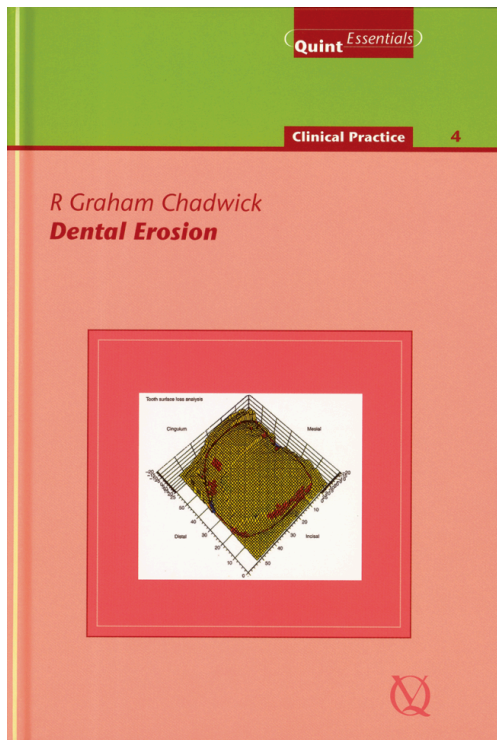 Quint Essentials
Clinical Practice 4
R Graham Chadwick
Dental Erosion
Tooth surface loss analysis
Cingulum
Mesial
Distal
Incisal